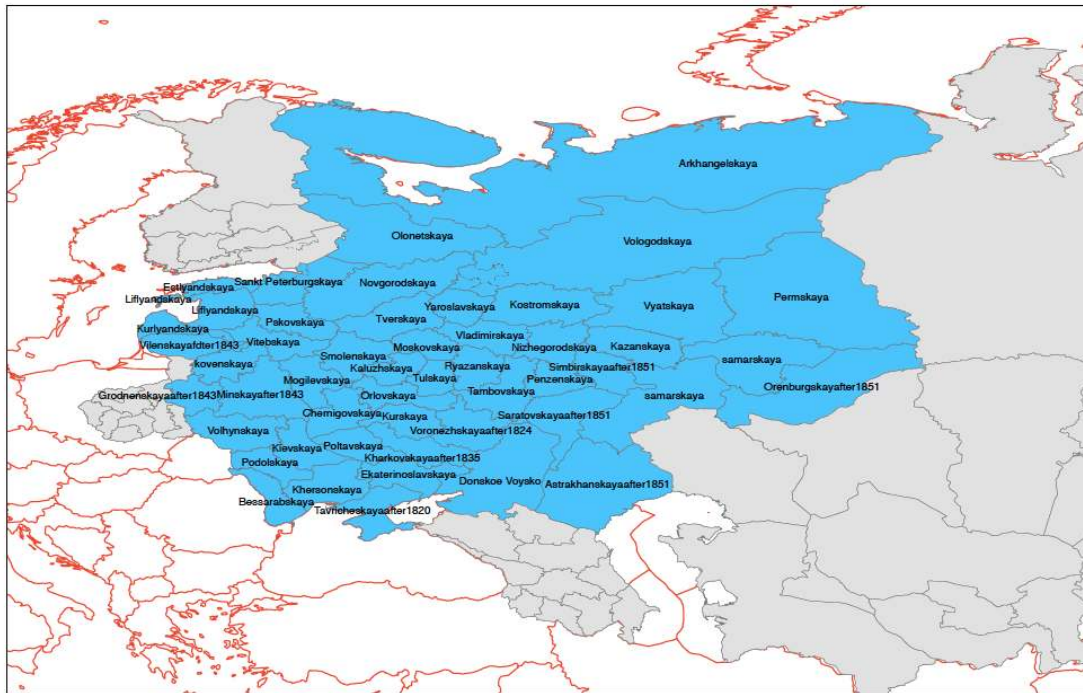 Arkhangelskaya
Olonetskaya
Vologodskaya
Sankt Peterburgskaya
Estlyandskaya
Novgorodskaya
Liflyandskaya
Yaroslavskaya
Kostromskaya
Vyatskaya
Permskaya
Liflyandskaya
Pskovskaya
Tverskaya
Kurlyandskaya
Vladimirskaya
Vilenskayafdter1843
Vitebskaya
Moskovskaya
Nizhegorodskaya
Kazanskaya
Smolenskaya
samarskaya
kovenskaya
Kaluzhskaya
Ryazanskaya
Simbirskayaafter1851
Mogilevskaya
Tulskaya
Penzenskaya
Orenburgskayaafter1851
Grodnenskayaafter1843
Minskayaafter1843
Orlovskaya
Tambovskaya
samarskaya
Chernigovskaya
Kurskaya
Saratovskayaafter1851
Volhynskaya
Voronezhskayaafter1824
Kievskaya
Poltavskaya
Podolskaya
Kharkovskayaafter1835
Ekaterinoslavskaya
Donskoe Voysko
Astrakhanskayaafter1851
Khersonskaya
Bessarabskaya
Tavricheskayaafter1820